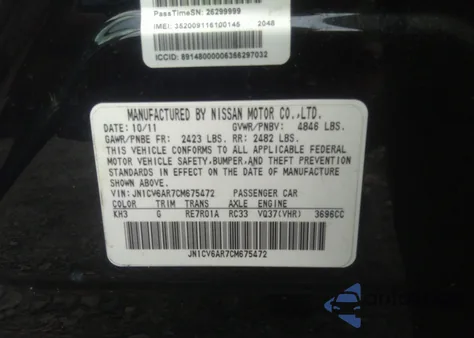 PassTimeSN: 26299999
IMEI: 352009116100145 2048
ICCID: 89148000006366297032
MANUFACTURED BY NISSAN MOTOR CO.,LTD.
DATE: 10/11 GVWR/PNBV: 4846 LBS.
GAWR/PNBE FR: 2423 LBS. RR: 2482 LBS.
THIS VEHICLE CONFORMS TO ALL APPLICABLE FEDERAL
MOTOR VEHICLE SAFETY,BUMPER,AND THEFT PREVENTION
STANDARDS IN EFFECT ON THE DATE OF MANUFACTURE
SHOWN ABOVE.
VIN: JN1CV6AR7CM675472 PASSENGER CAR
COLOR TRIM TRANS AXLE ENGINE
KH3 G RE7R01A RC33 VQ37(VHR) 3696CC
JN1CV6AR7CM675472